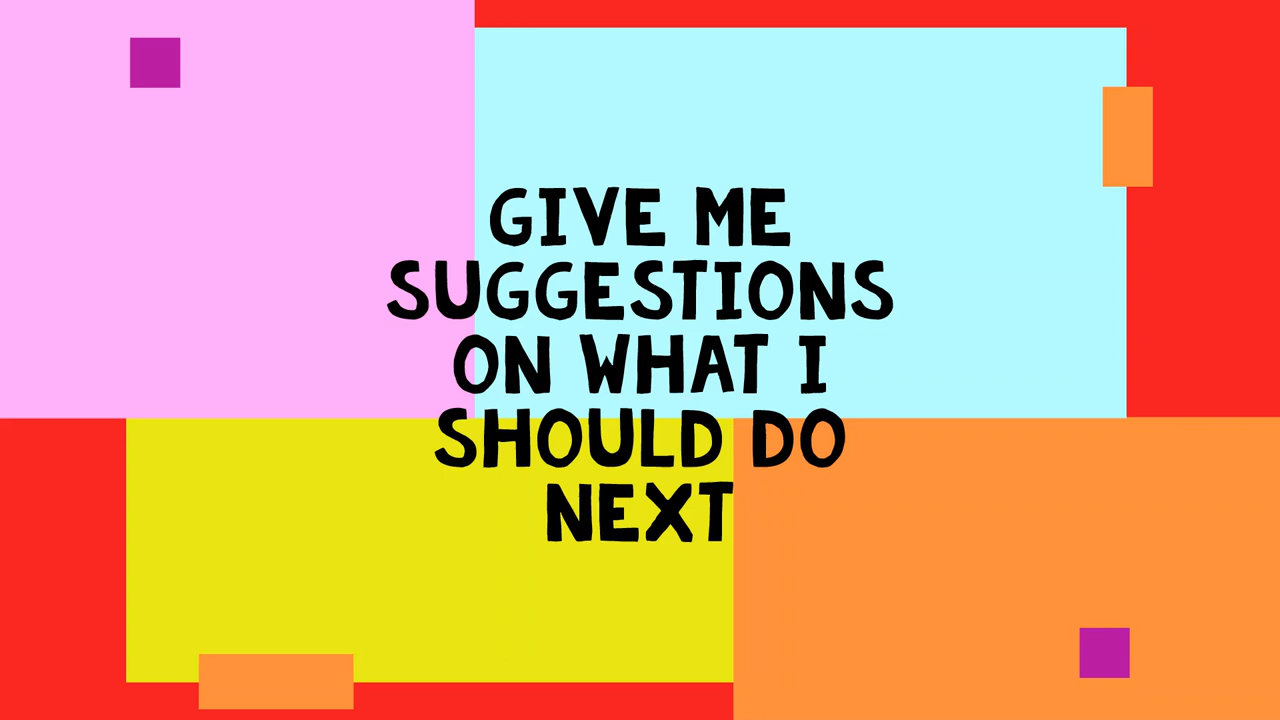 GIVE ME
SUGGESTIONS
ON WHAT I
SHOULD DO
NEXT